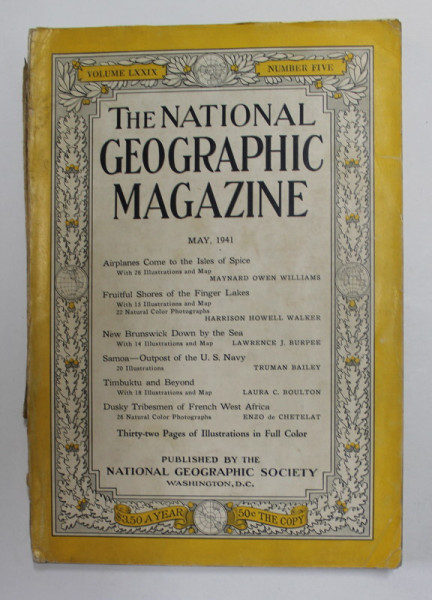 VOLUME LXXIX NUMBER FIVE
THE NATIONAL
GEOGRAPHIC
MAGAZINE
MAY, 1941
Airplanes Come to the Isles of Spice
With 26 Illustrations and Map
MAYNARD OWEN WILLIAMS
Fruitful Shores of the Finger Lakes
With 13 Illustrations and Map
22 Natural Color Photographs
HARRISON HOWELL WALKER
New Brunswick Down by the Sea
With 14 Illustrations and Map LAWRENCE J. BURPEE
Samoa—Outpost of the U. S. Navy
20 Illustrations TRUMAN BAILEY
Timbuktu and Beyond
With 18 Illustrations and Map LAURA C. BOULTON
Dusky Tribesmen of French West Africa
26 Natural Color Photographs ENZO de CHETELAT
Thirty-two Pages of Illustrations in Full Color
PUBLISHED BY THE
NATIONAL GEOGRAPHIC SOCIETY
WASHINGTON, D.C.
$3.50 A YEAR 50¢ THE COPY